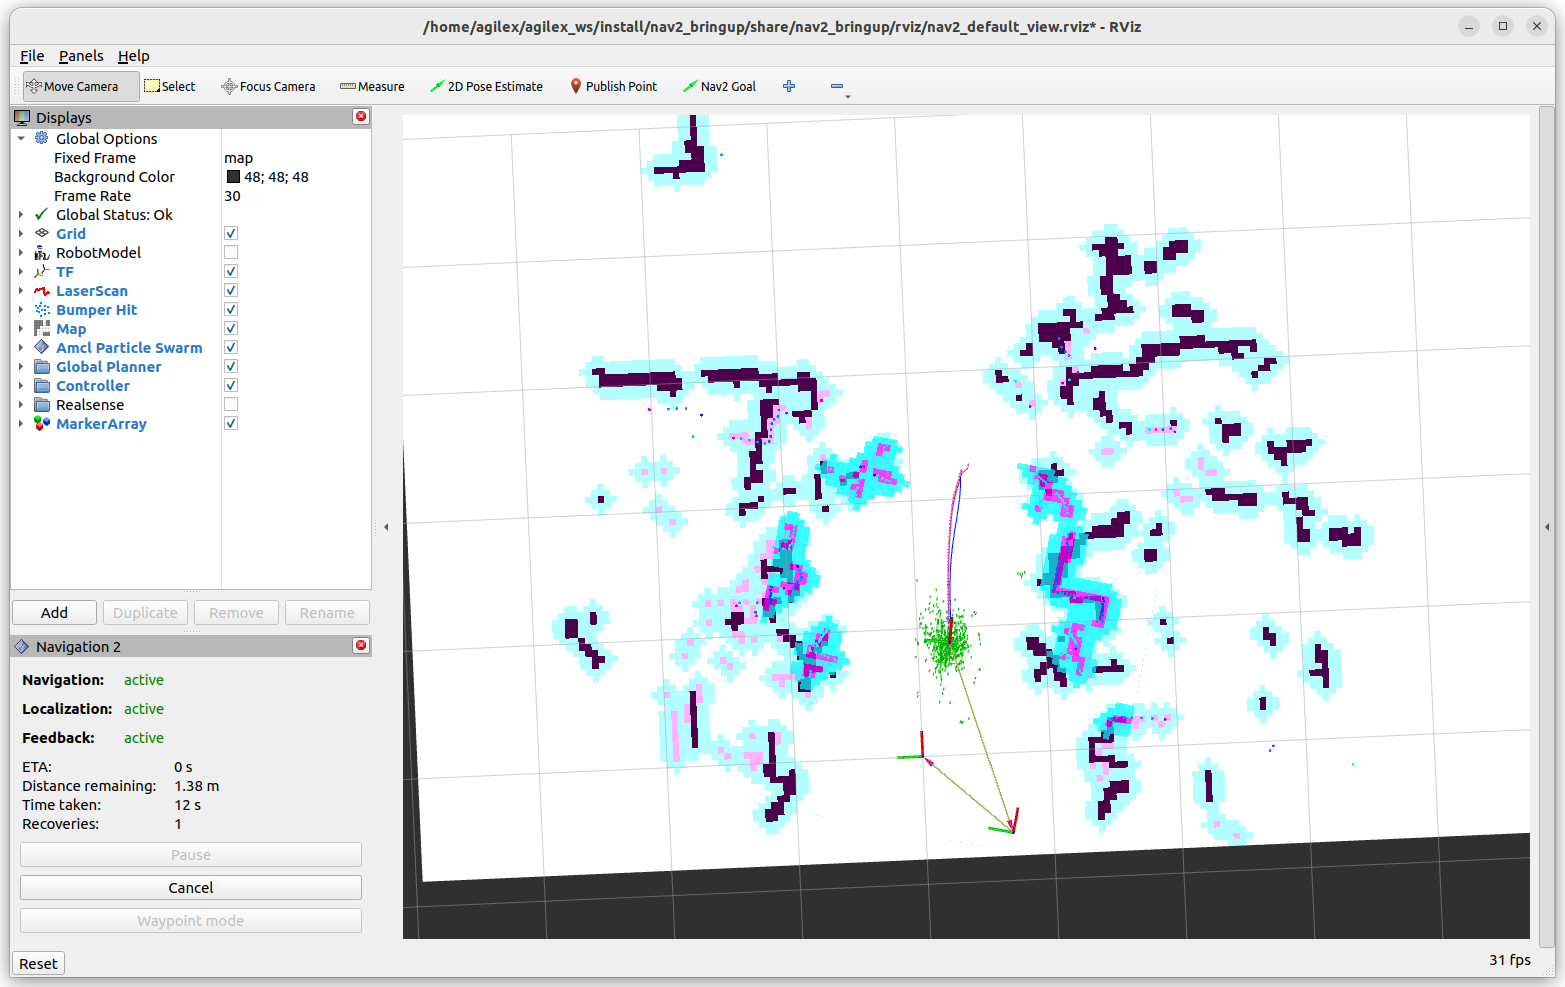 /home/agilex/agilex_ws/install/nav2_bringup/share/nav2_bringup/rviz/nav2_default_view.rviz* - RViz
File Panels Help
Move Camera Select Focus Camera Measure 2D Pose Estimate Publish Point Nav2 Goal
Displays
Global Options
Fixed Frame map
Background Color 48; 48; 48
Frame Rate 30
Global Status: Ok
Grid
RobotModel
TF
LaserScan
Bumper Hit
Map
Amcl Particle Swarm
Global Planner
Controller
Realsense
MarkerArray
Add Duplicate Remove Rename
Navigation 2
Navigation: active
Localization: active
Feedback: active
ETA: 0 s
Distance remaining: 1.38 m
Time taken: 12 s
Recoveries: 1
Pause
Cancel
Waypoint mode
Reset
31 fps